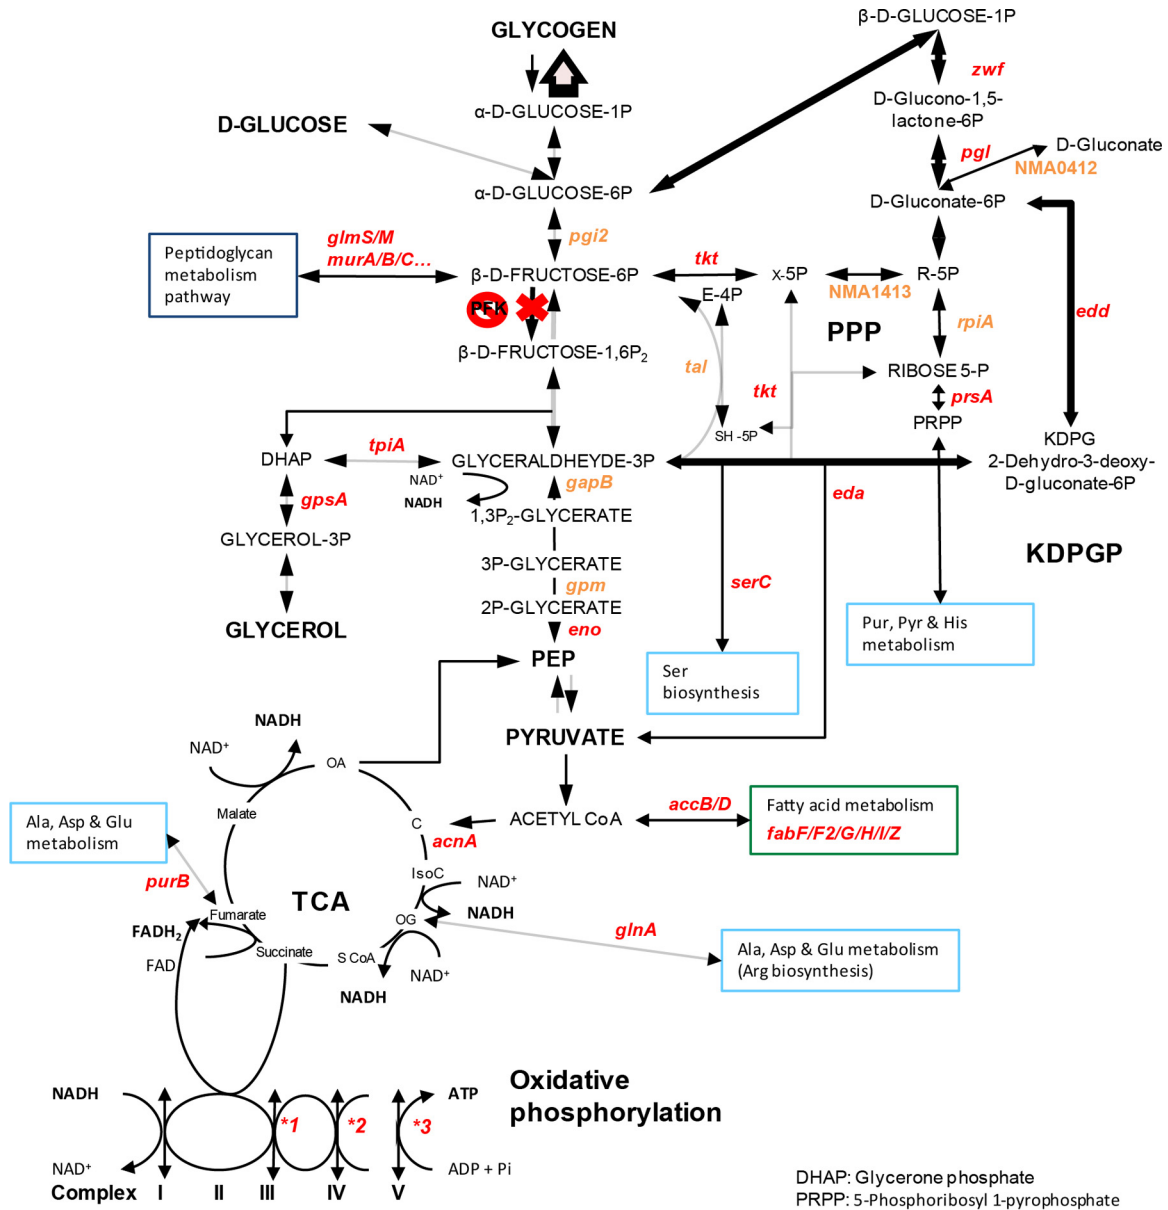 β-D-GLUCOSE-1P
GLYCOGEN
zwf
α-D-GLUCOSE-1P
D-Glucono-1,5-
lactone-6P
D-GLUCOSE
pgl
D-Gluconate
NMA0412
α-D-GLUCOSE-6P
D-Gluconate-6P
glmS/M
murA/B/C...
pgi2
Peptidoglycan
metabolism
pathway
β-D-FRUCTOSE-6P
tkt
X-5P
NMA1413
R-5P
E-4P
PFK
PPP
rpiA
edd
β-D-FRUCTOSE-1,6P₂
tal
tkt
RIBOSE 5-P
prsA
PRPP
SH-5P
tpiA
DHAP
GLYCERALDHEYDE-3P
KDPG
2-Dehydro-3-deoxy-
D-gluconate-6P
NAD⁺
NADH
gapB
eda
gpsA
1,3P₂-GLYCERATE
GLYCEROL-3P
3P-GLYCERATE
KDPGP
gpm
serC
2P-GLYCERATE
GLYCEROL
eno
Pur, Pyr & His
metabolism
PEP
Ser
biosynthesis
NADH
NAD⁺
PYRUVATE
OA
Malate
Ala, Asp & Glu
metabolism
C
acnA
ACETYL CoA
accB/D
Fatty acid metabolism
fabF/F2/G/H/I/Z
purB
IsoC
NAD⁺
TCA
NADH
Fumarate
OG
glnA
FADH₂
FAD
Succinate
S CoA
NAD⁺
NADH
Ala, Asp & Glu metabolism
(Arg biosynthesis)
Oxidative
phosphorylation
NADH
ATP
*1
*2
*3
NAD⁺
ADP + Pi
Complex I II III IV V
DHAP: Glycerone phosphate
PRPP: 5-Phosphoribosyl 1-pyrophosphate